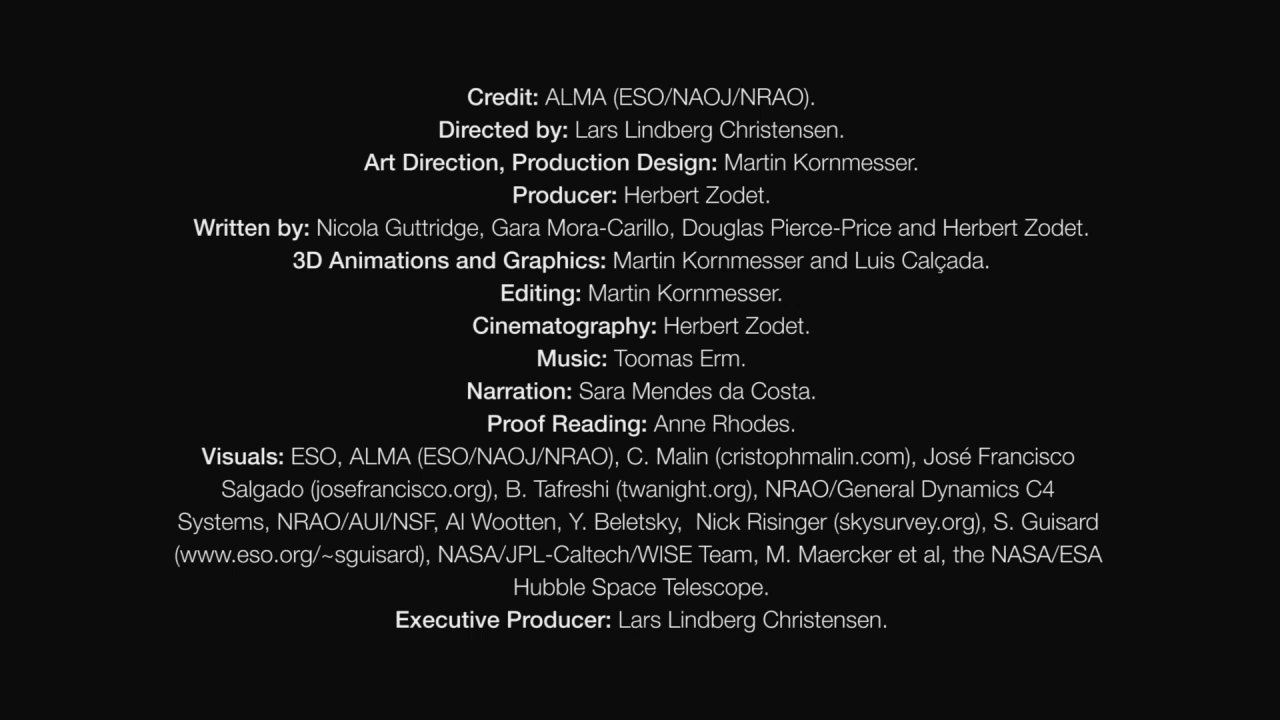 Credit: ALMA (ESO/NAOJ/NRAO).
Directed by: Lars Lindberg Christensen.
Art Direction, Production Design: Martin Kornmesser.
Producer: Herbert Zodet.
Written by: Nicola Guttridge, Gara Mora-Carillo, Douglas Pierce-Price and Herbert Zodet.
3D Animations and Graphics: Martin Kornmesser and Luis Calçada.
Editing: Martin Kornmesser.
Cinematography: Herbert Zodet.
Music: Toomas Erm.
Narration: Sara Mendes da Costa.
Proof Reading: Anne Rhodes.
Visuals: ESO, ALMA (ESO/NAOJ/NRAO), C. Malin (cristophmalin.com), José Francisco
Salgado (josefrancisco.org), B. Tafreshi (twanight.org), NRAO/General Dynamics C4
Systems, NRAO/AUI/NSF, Al Wootten, Y. Beletsky,  Nick Risinger (skysurvey.org), S. Guisard
(www.eso.org/~sguisard), NASA/JPL-Caltech/WISE Team, M. Maercker et al, the NASA/ESA
Hubble Space Telescope.
Executive Producer: Lars Lindberg Christensen.